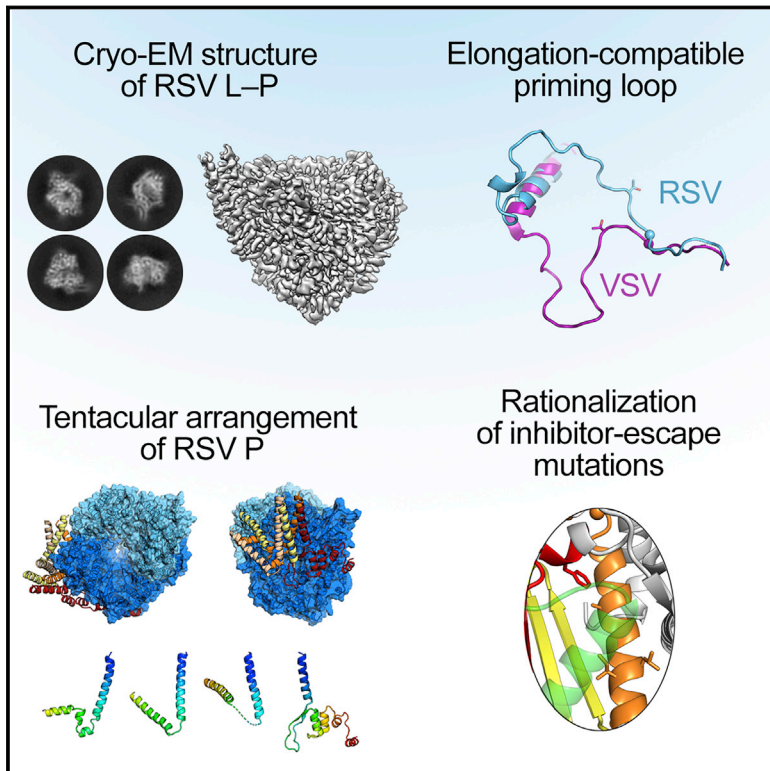 Cryo-EM structure
of RSV L–P
Elongation-compatible
priming loop
RSV
VSV
Tentacular arrangement
of RSV P
Rationalization
of inhibitor-escape
mutations